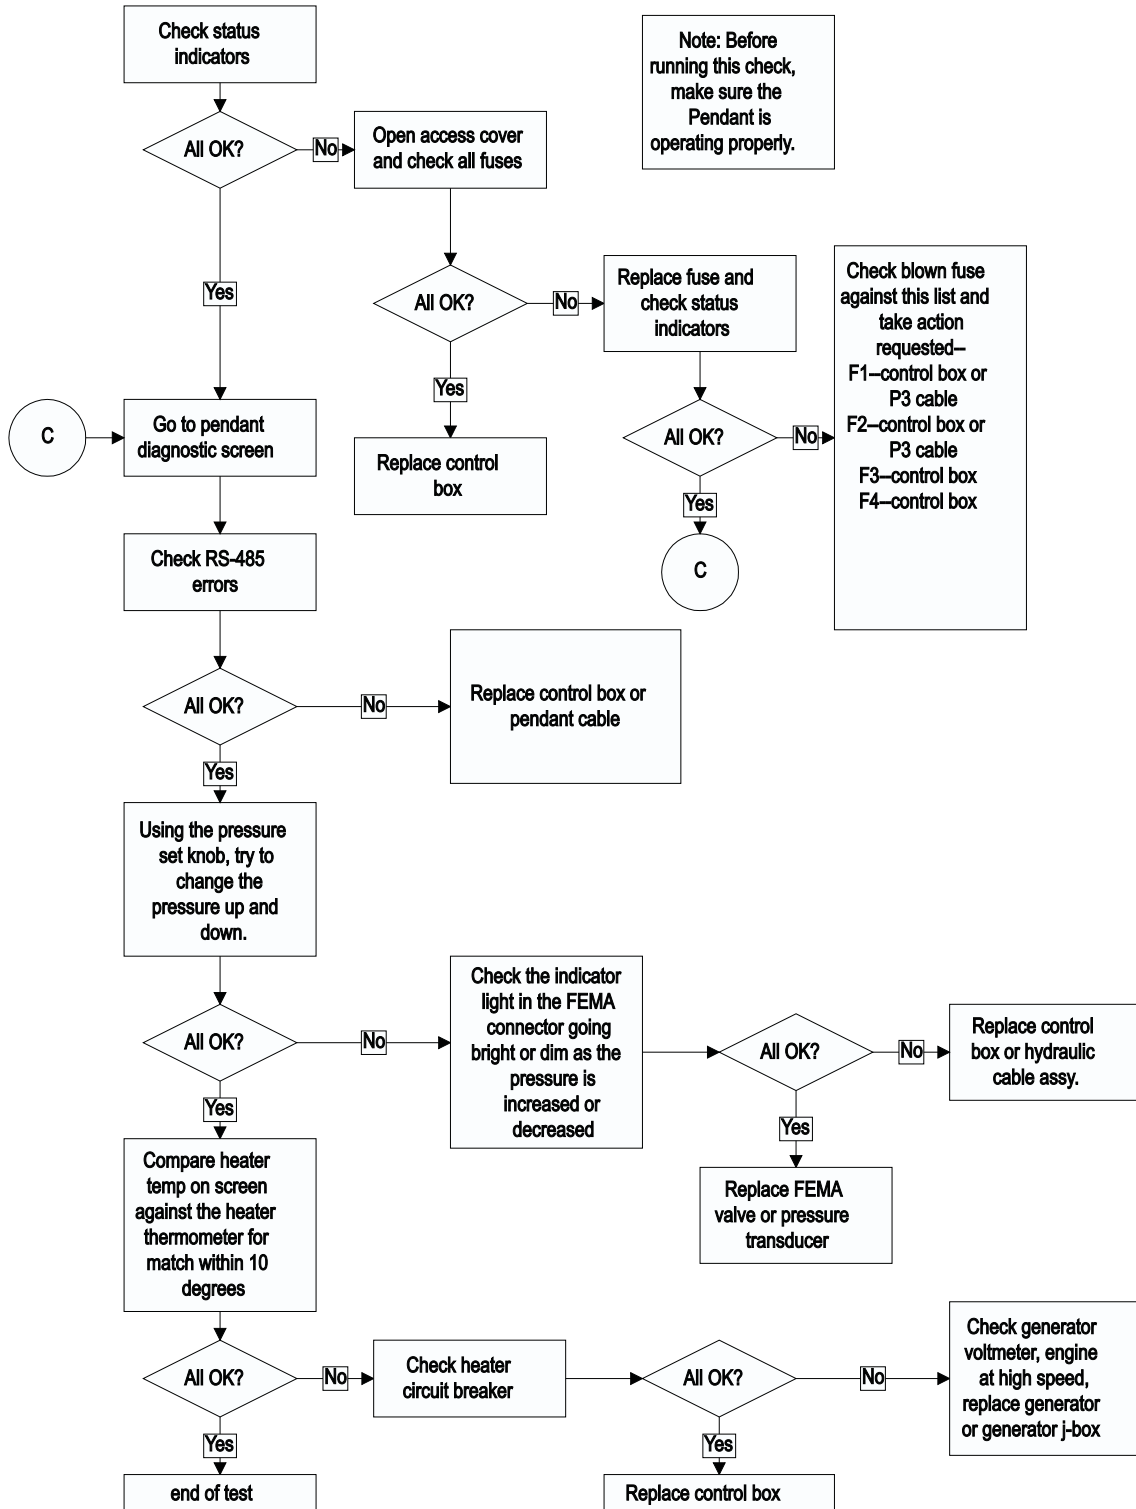 Check status
indicators
Note: Before
running this check,
make sure the
Pendant is
operating properly.
All OK?
No
Open access cover
and check all fuses
Yes
All OK?
No
Replace fuse and
check status
indicators
Check blown fuse
against this list and
take action
requested--
F1--control box or
P3 cable
F2--control box or
P3 cable
F3--control box
F4--control box
Yes
All OK?
No
C
Go to pendant
diagnostic screen
Replace control
box
Yes
C
Check RS-485
errors
All OK?
No
Replace control box or
pendant cable
Yes
Using the pressure
set knob, try to
change the
pressure up and
down.
All OK?
No
Check the indicator
light in the FEMA
connector going
bright or dim as the
pressure is
increased or
decreased
All OK?
No
Replace control
box or hydraulic
cable assy.
Yes
Yes
Replace FEMA
valve or pressure
transducer
Compare heater
temp on screen
against the heater
thermometer for
match within 10
degrees
All OK?
No
Check heater
circuit breaker
All OK?
No
Check generator
voltmeter, engine
at high speed,
replace generator
or generator j-box
Yes
Yes
end of test
Replace control box